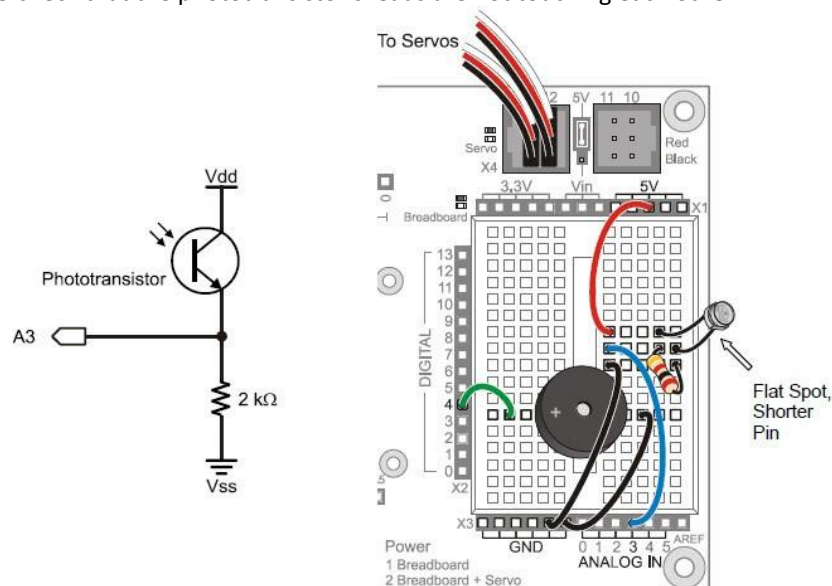 To Servos
Vdd
Phototransistor
A3
2 kΩ
Vss
2 5V 11 10
Servo
X4
Red
Black
3.3V Vin 5V
X1
0
Breadboard
DIGITAL
13
12
11
10
9
8
7
6
5
4
3
2
1
0
X2
5
+
Flat Spot,
Shorter
Pin
X3
GND
0 1 2 3 4 5 AREF
ANALOG IN
Power
1 Breadboard
2 Breadboard + Servo